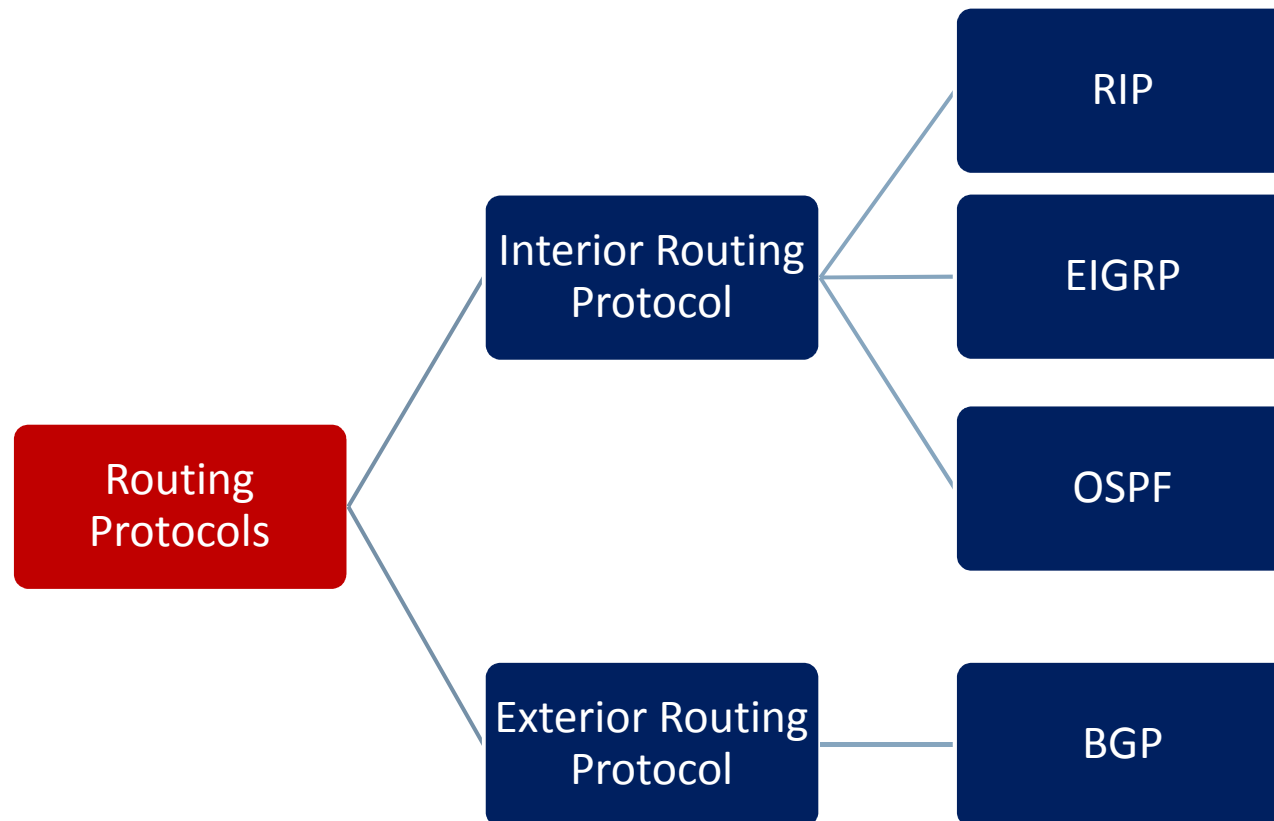 RIP
Interior Routing
Protocol
EIGRP
Routing
Protocols
OSPF
Exterior Routing
Protocol
BGP